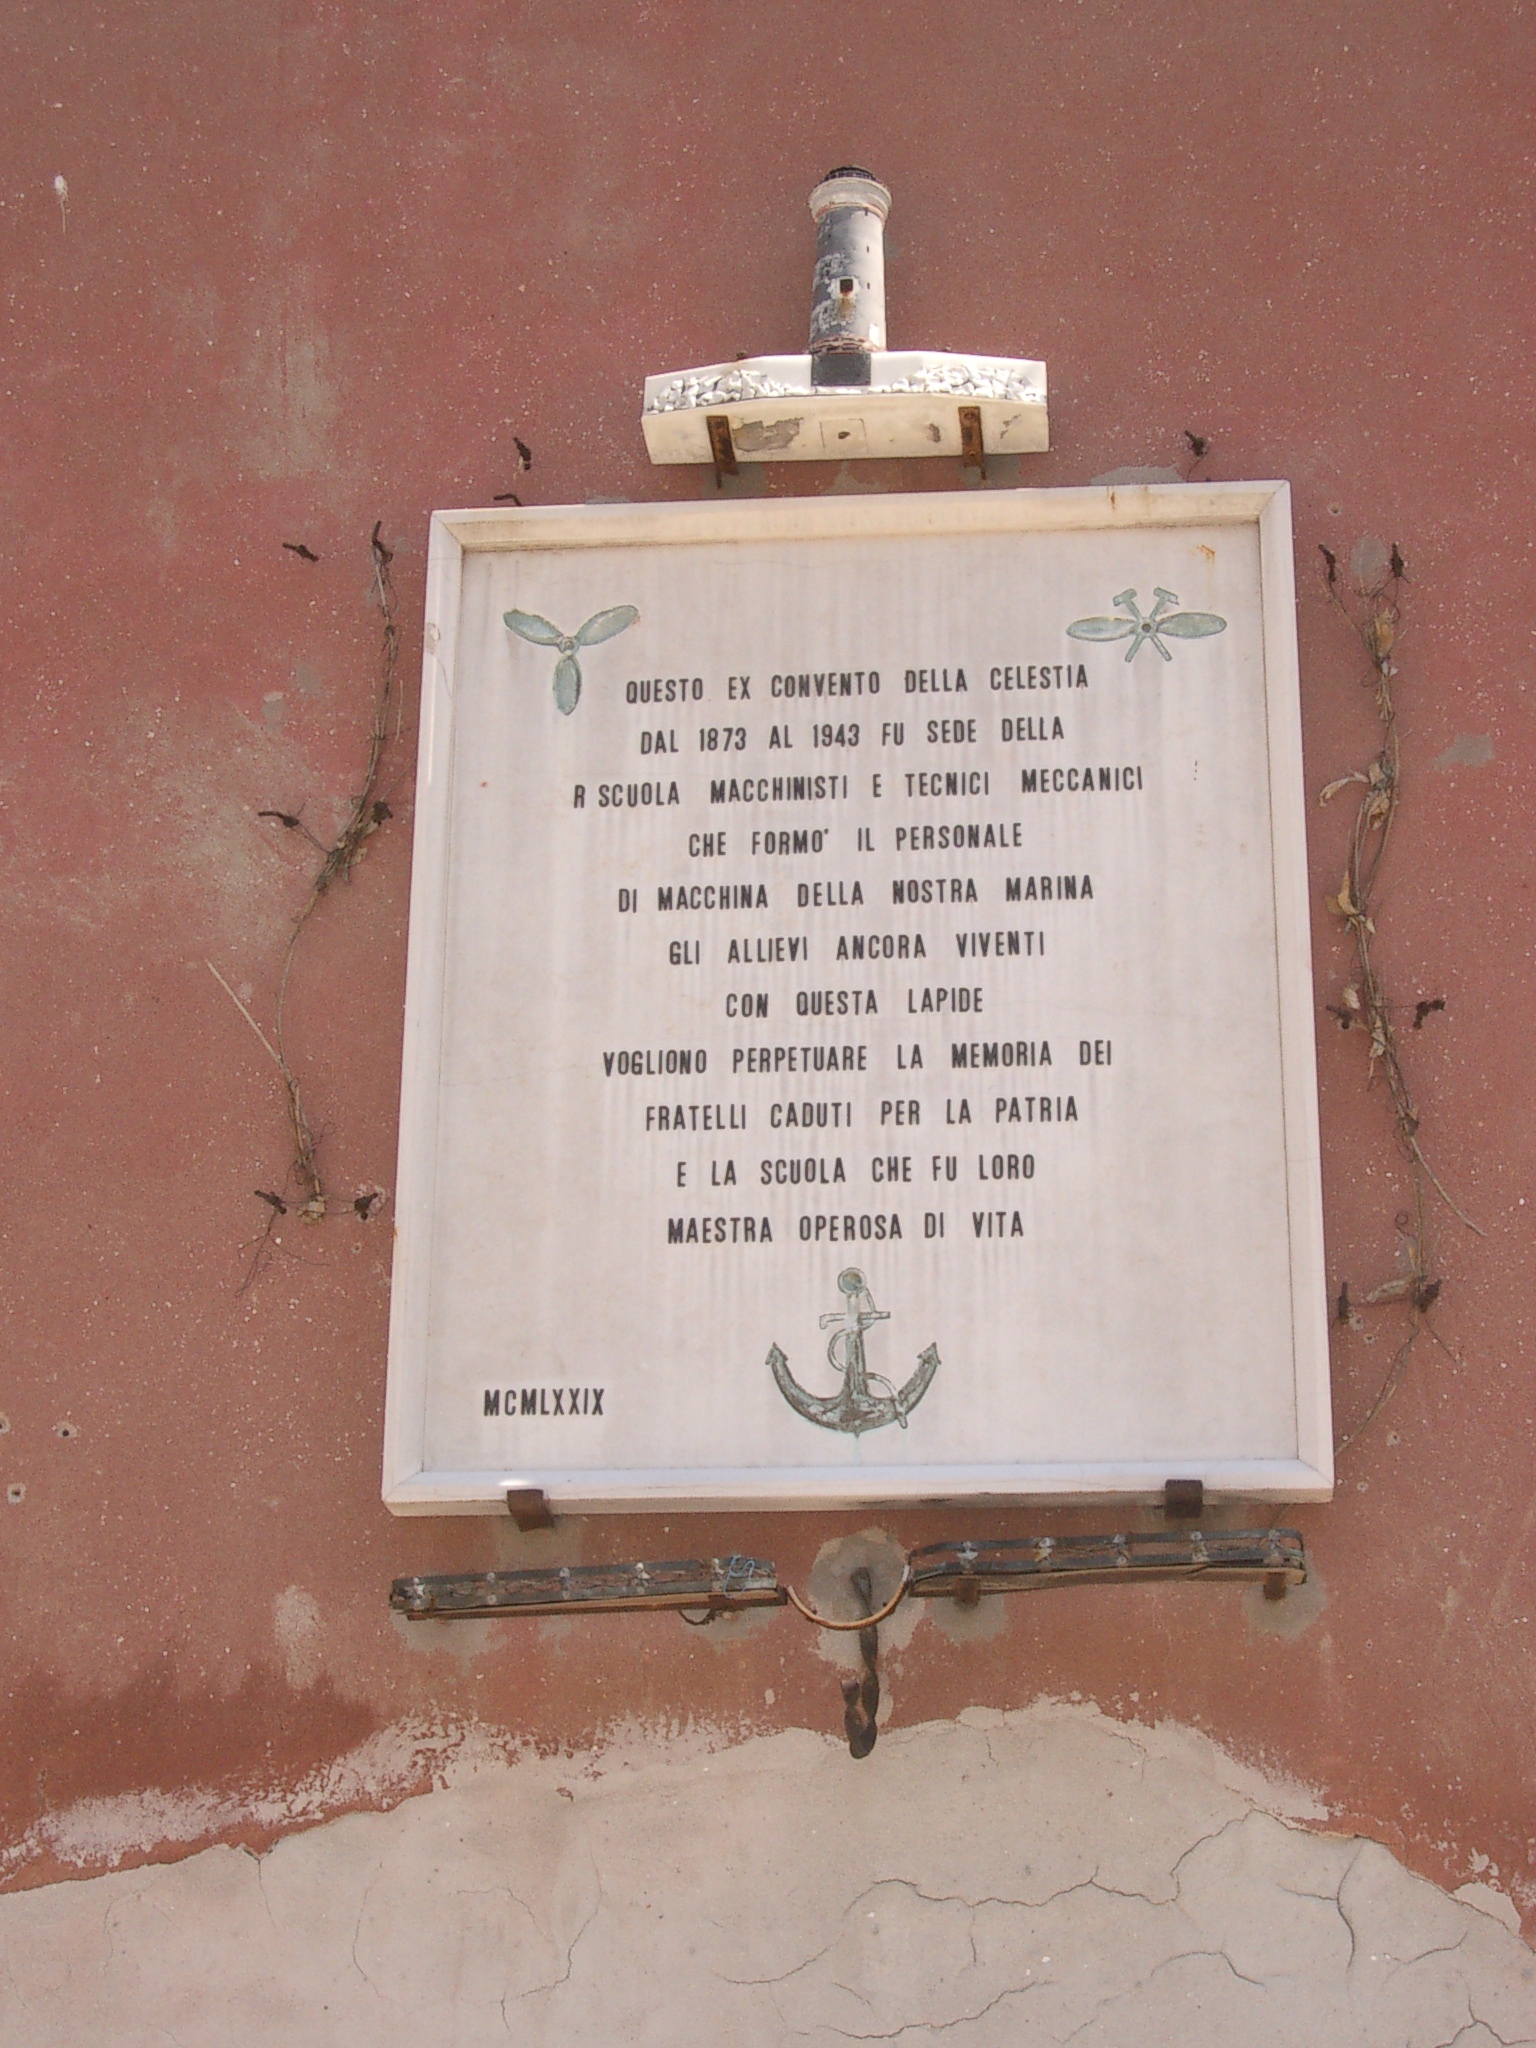 QUESTO EX CONVENTO DELLA CELESTIA
DAL 1873 AL 1943 FU SEDE DELLA
R SCUOLA MACCHINISTI E TECNICI MECCANICI
CHE FORMO' IL PERSONALE
DI MACCHINA DELLA NOSTRA MARINA
GLI ALLIEVI ANCORA VIVENTI
CON QUESTA LAPIDE
VOGLIONO PERPETUARE LA MEMORIA DEI
FRATELLI CADUTI PER LA PATRIA
E LA SCUOLA CHE FU LORO
MAESTRA OPEROSA DI VITA
MCMLXXIX